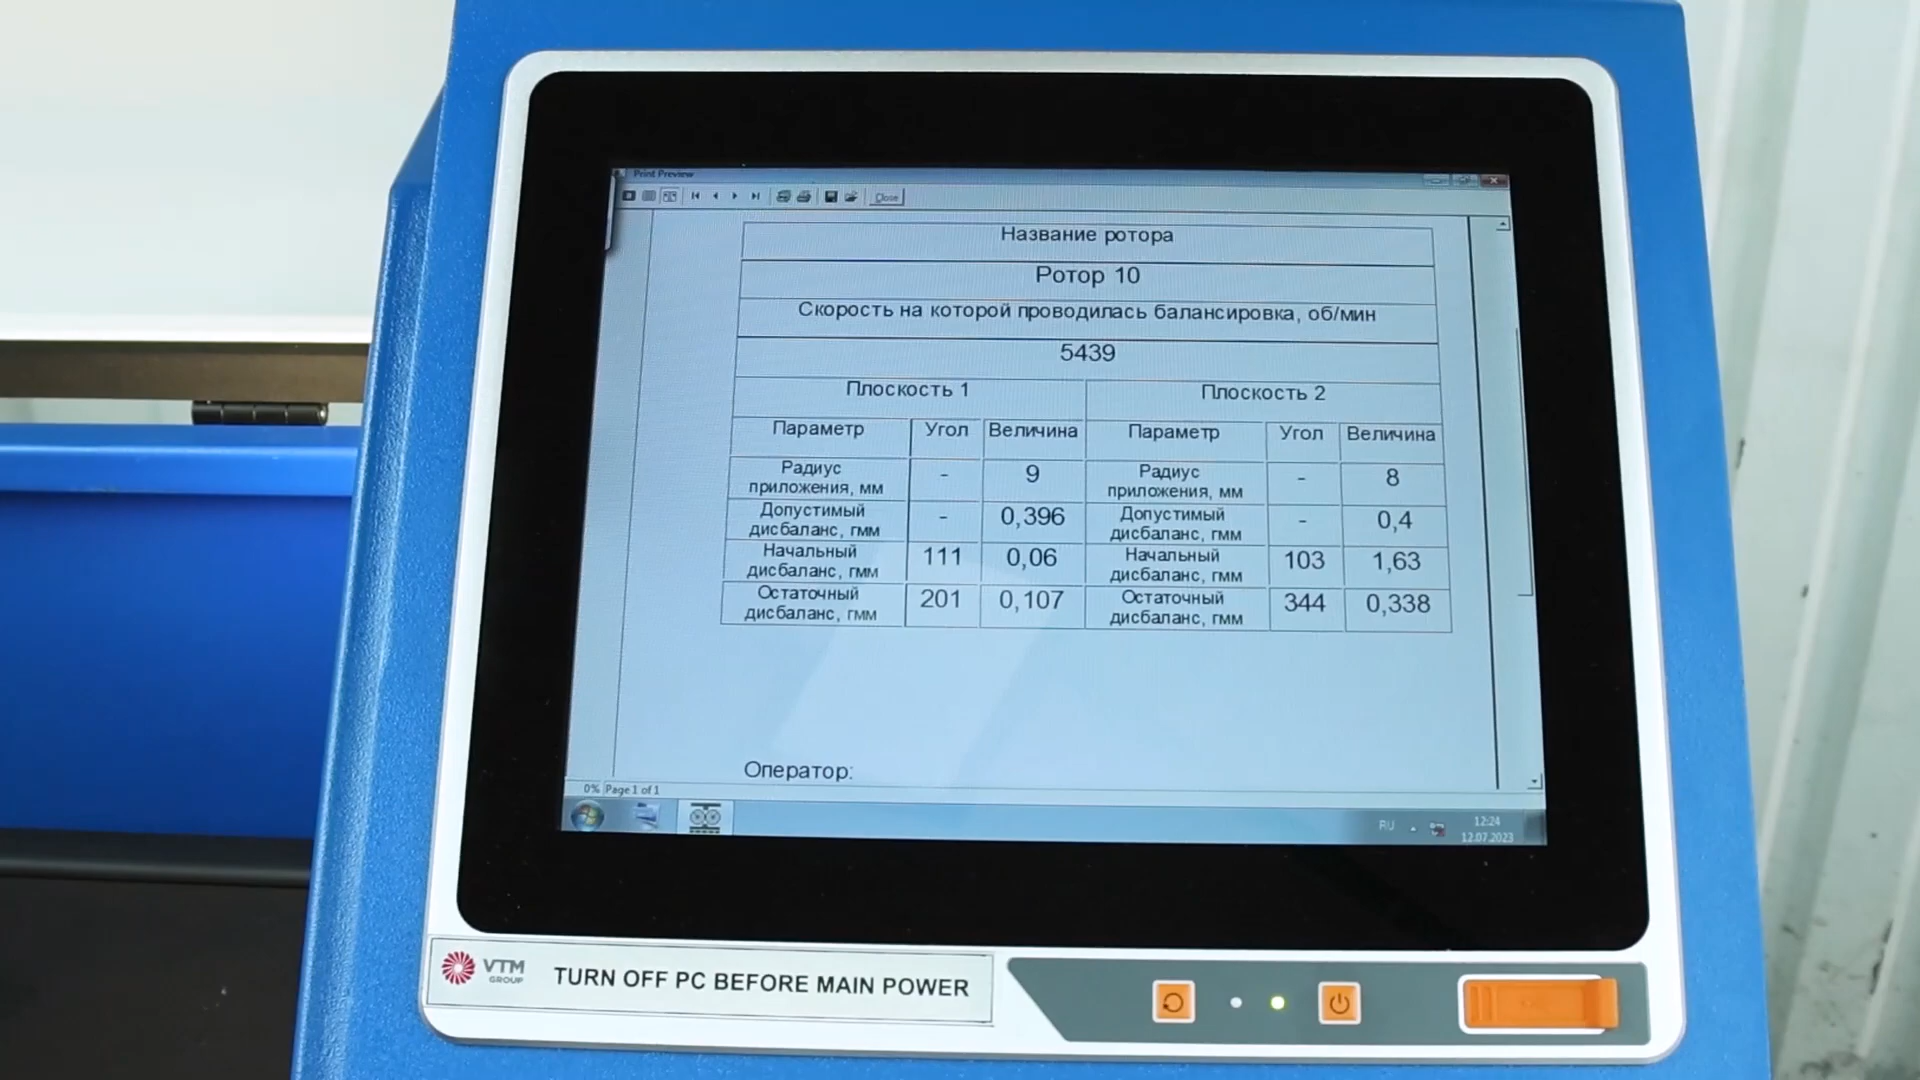 Print Preview
Close
Название ротора
Ротор 10
Скорость на которой проводилась балансировка, об/мин
5439
Плоскость 1 Плоскость 2
Параметр Угол Величина Параметр Угол Величина
Радиус приложения, мм - 9 Радиус приложения, мм - 8
Допустимый дисбаланс, гмм - 0,396 Допустимый дисбаланс, гмм - 0,4
Начальный дисбаланс, гмм 111 0,06 Начальный дисбаланс, гмм 103 1,63
Остаточный дисбаланс, гмм 201 0,107 Остаточный дисбаланс, гмм 344 0,338
Оператор:
0% Page 1 of 1
RU 12:24
12.07.2023
VTM
GROUP
TURN OFF PC BEFORE MAIN POWER